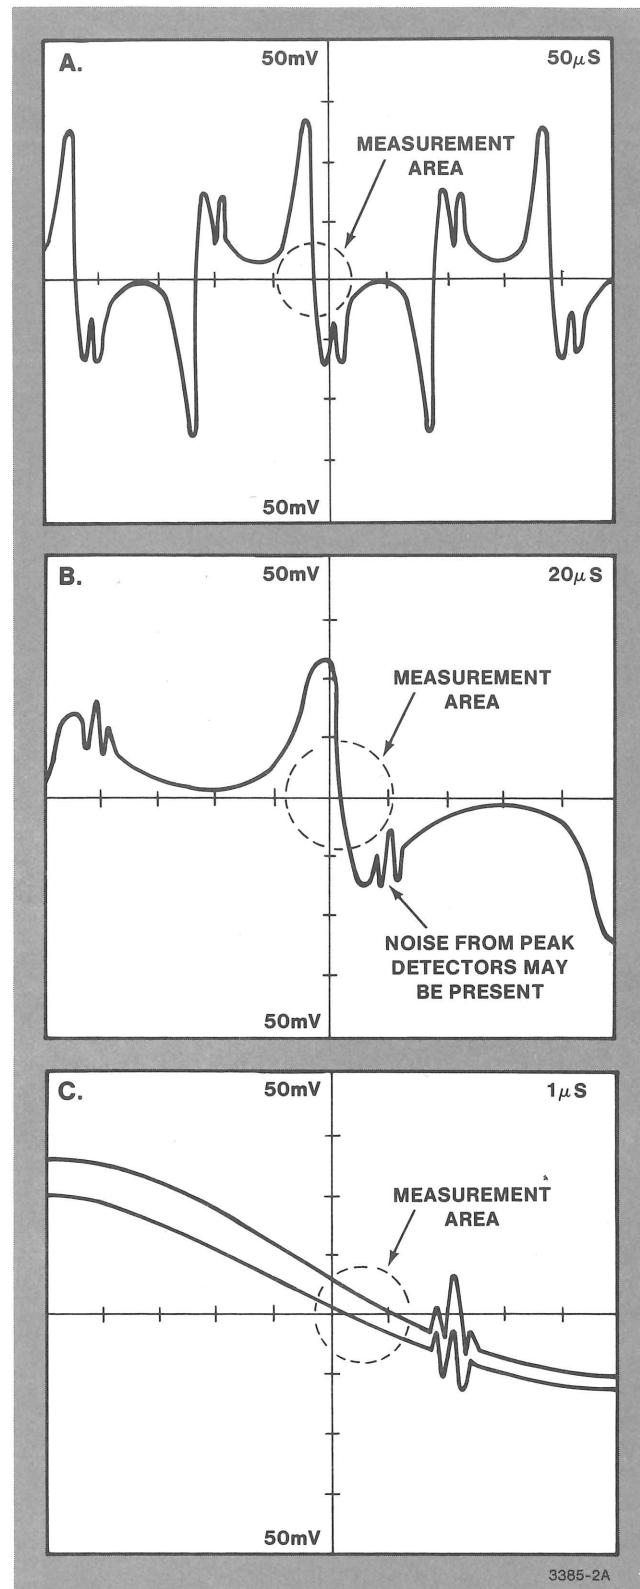 A.
50mV
50μS
MEASUREMENT
AREA
50mV
B.
50mV
20μS
MEASUREMENT
AREA
NOISE FROM PEAK
DETECTORS MAY
BE PRESENT
50mV
C.
50mV
1μS
MEASUREMENT
AREA
50mV
3385-2A